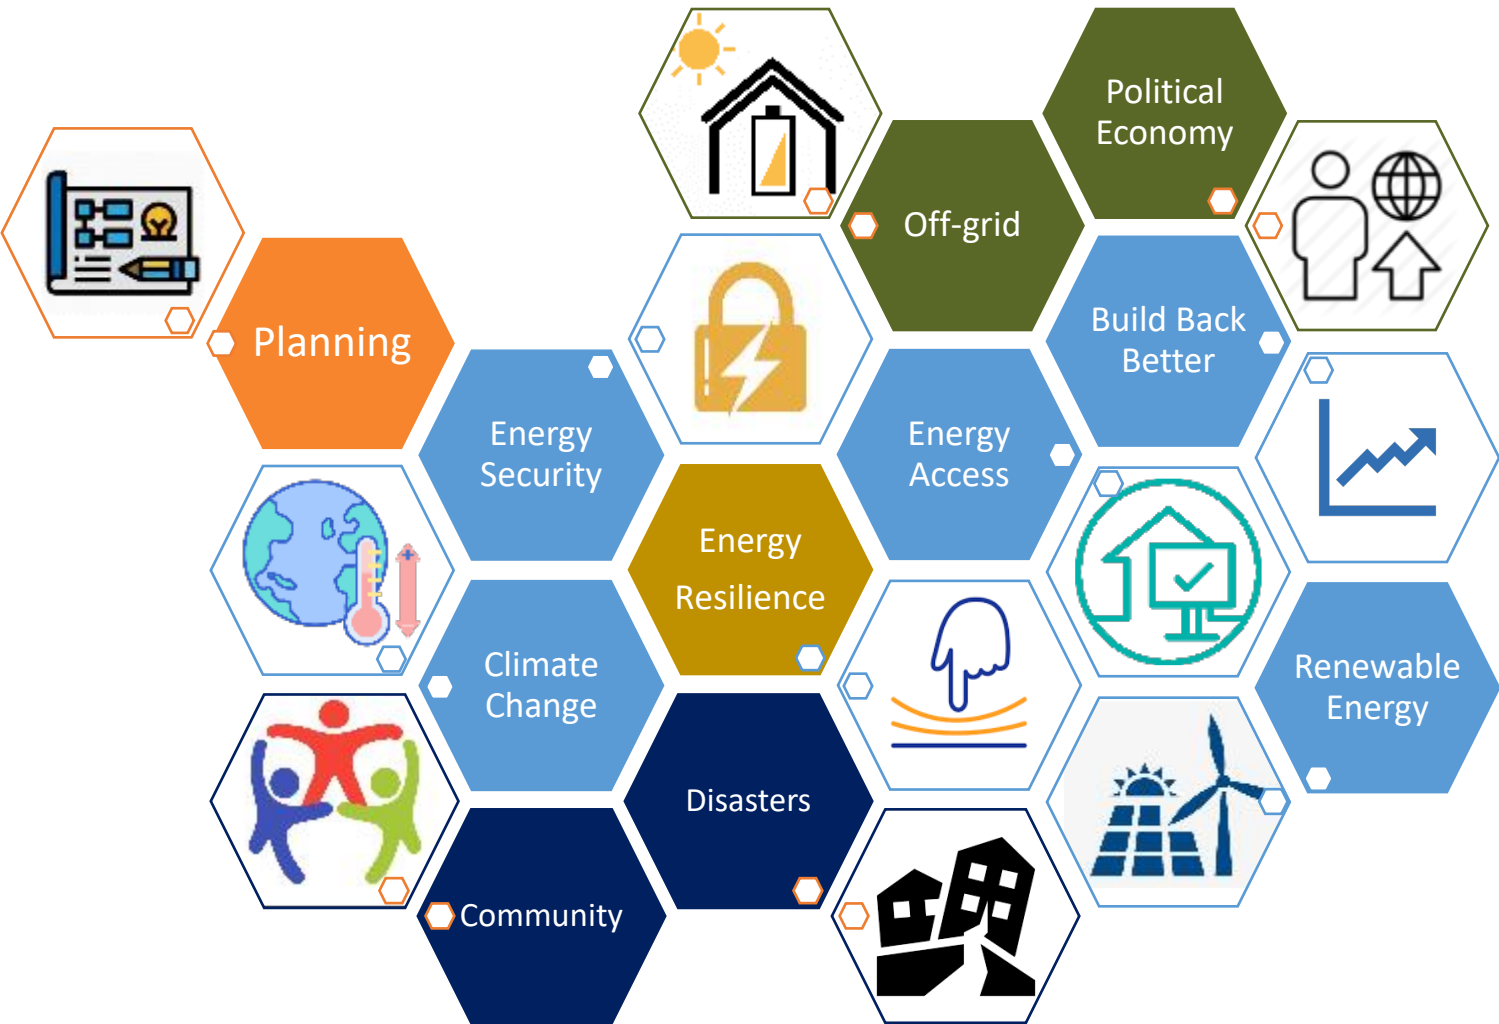 Political
Economy
Off-grid
Planning
Build Back
Better
Energy
Security
Energy
Access
Energy
Resilience
Climate
Change
Renewable
Energy
Disasters
Community